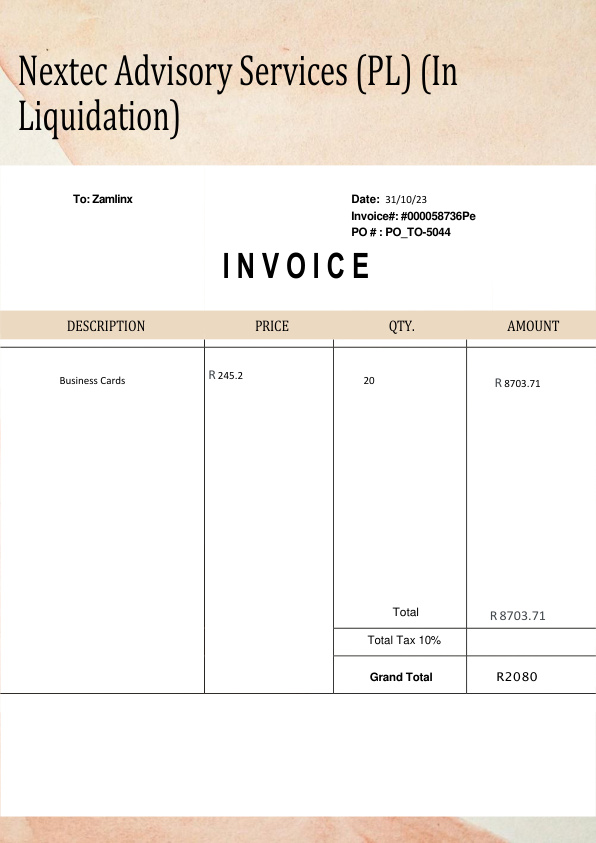 Nextec Advisory Services (PL) (In
Liquidation)
To: Zamlinx
Date: 31/10/23
Invoice#: #000058736Pe
PO # : PO_TO-5044
INVOICE
DESCRIPTION PRICE QTY. AMOUNT
Business Cards R 245.2 20 R 8703.71
Total R 8703.71
Total Tax 10%
Grand Total R2080